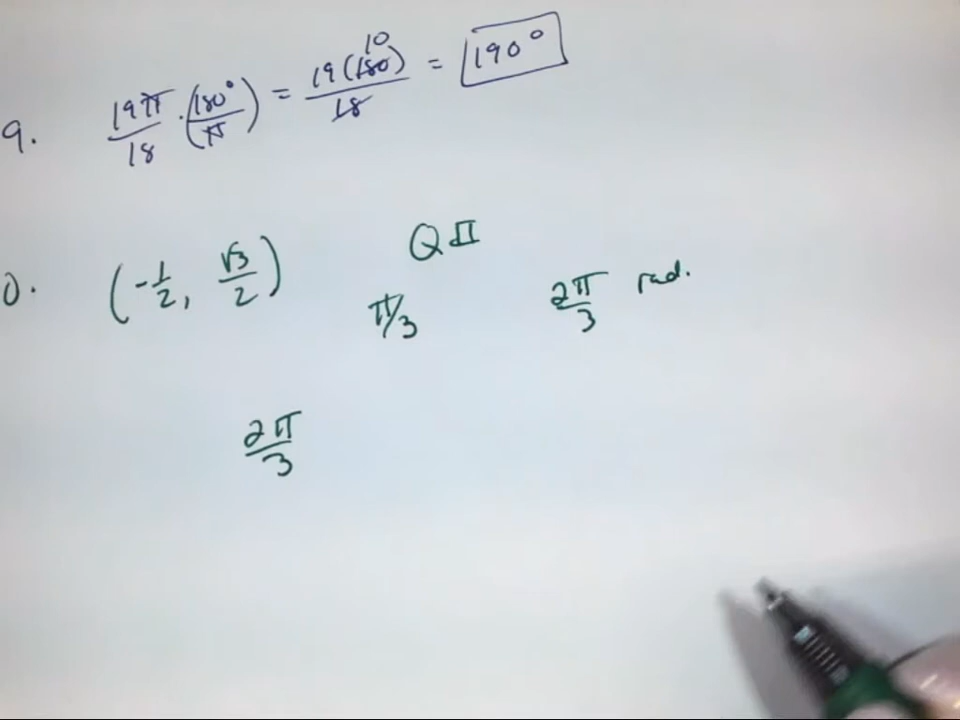 9. 19π/18 · (180°/π) = 19(180)/18 10 = 190°
0. (-1/2, √3/2) QII
π/3 2π/3 rad.
2π/3